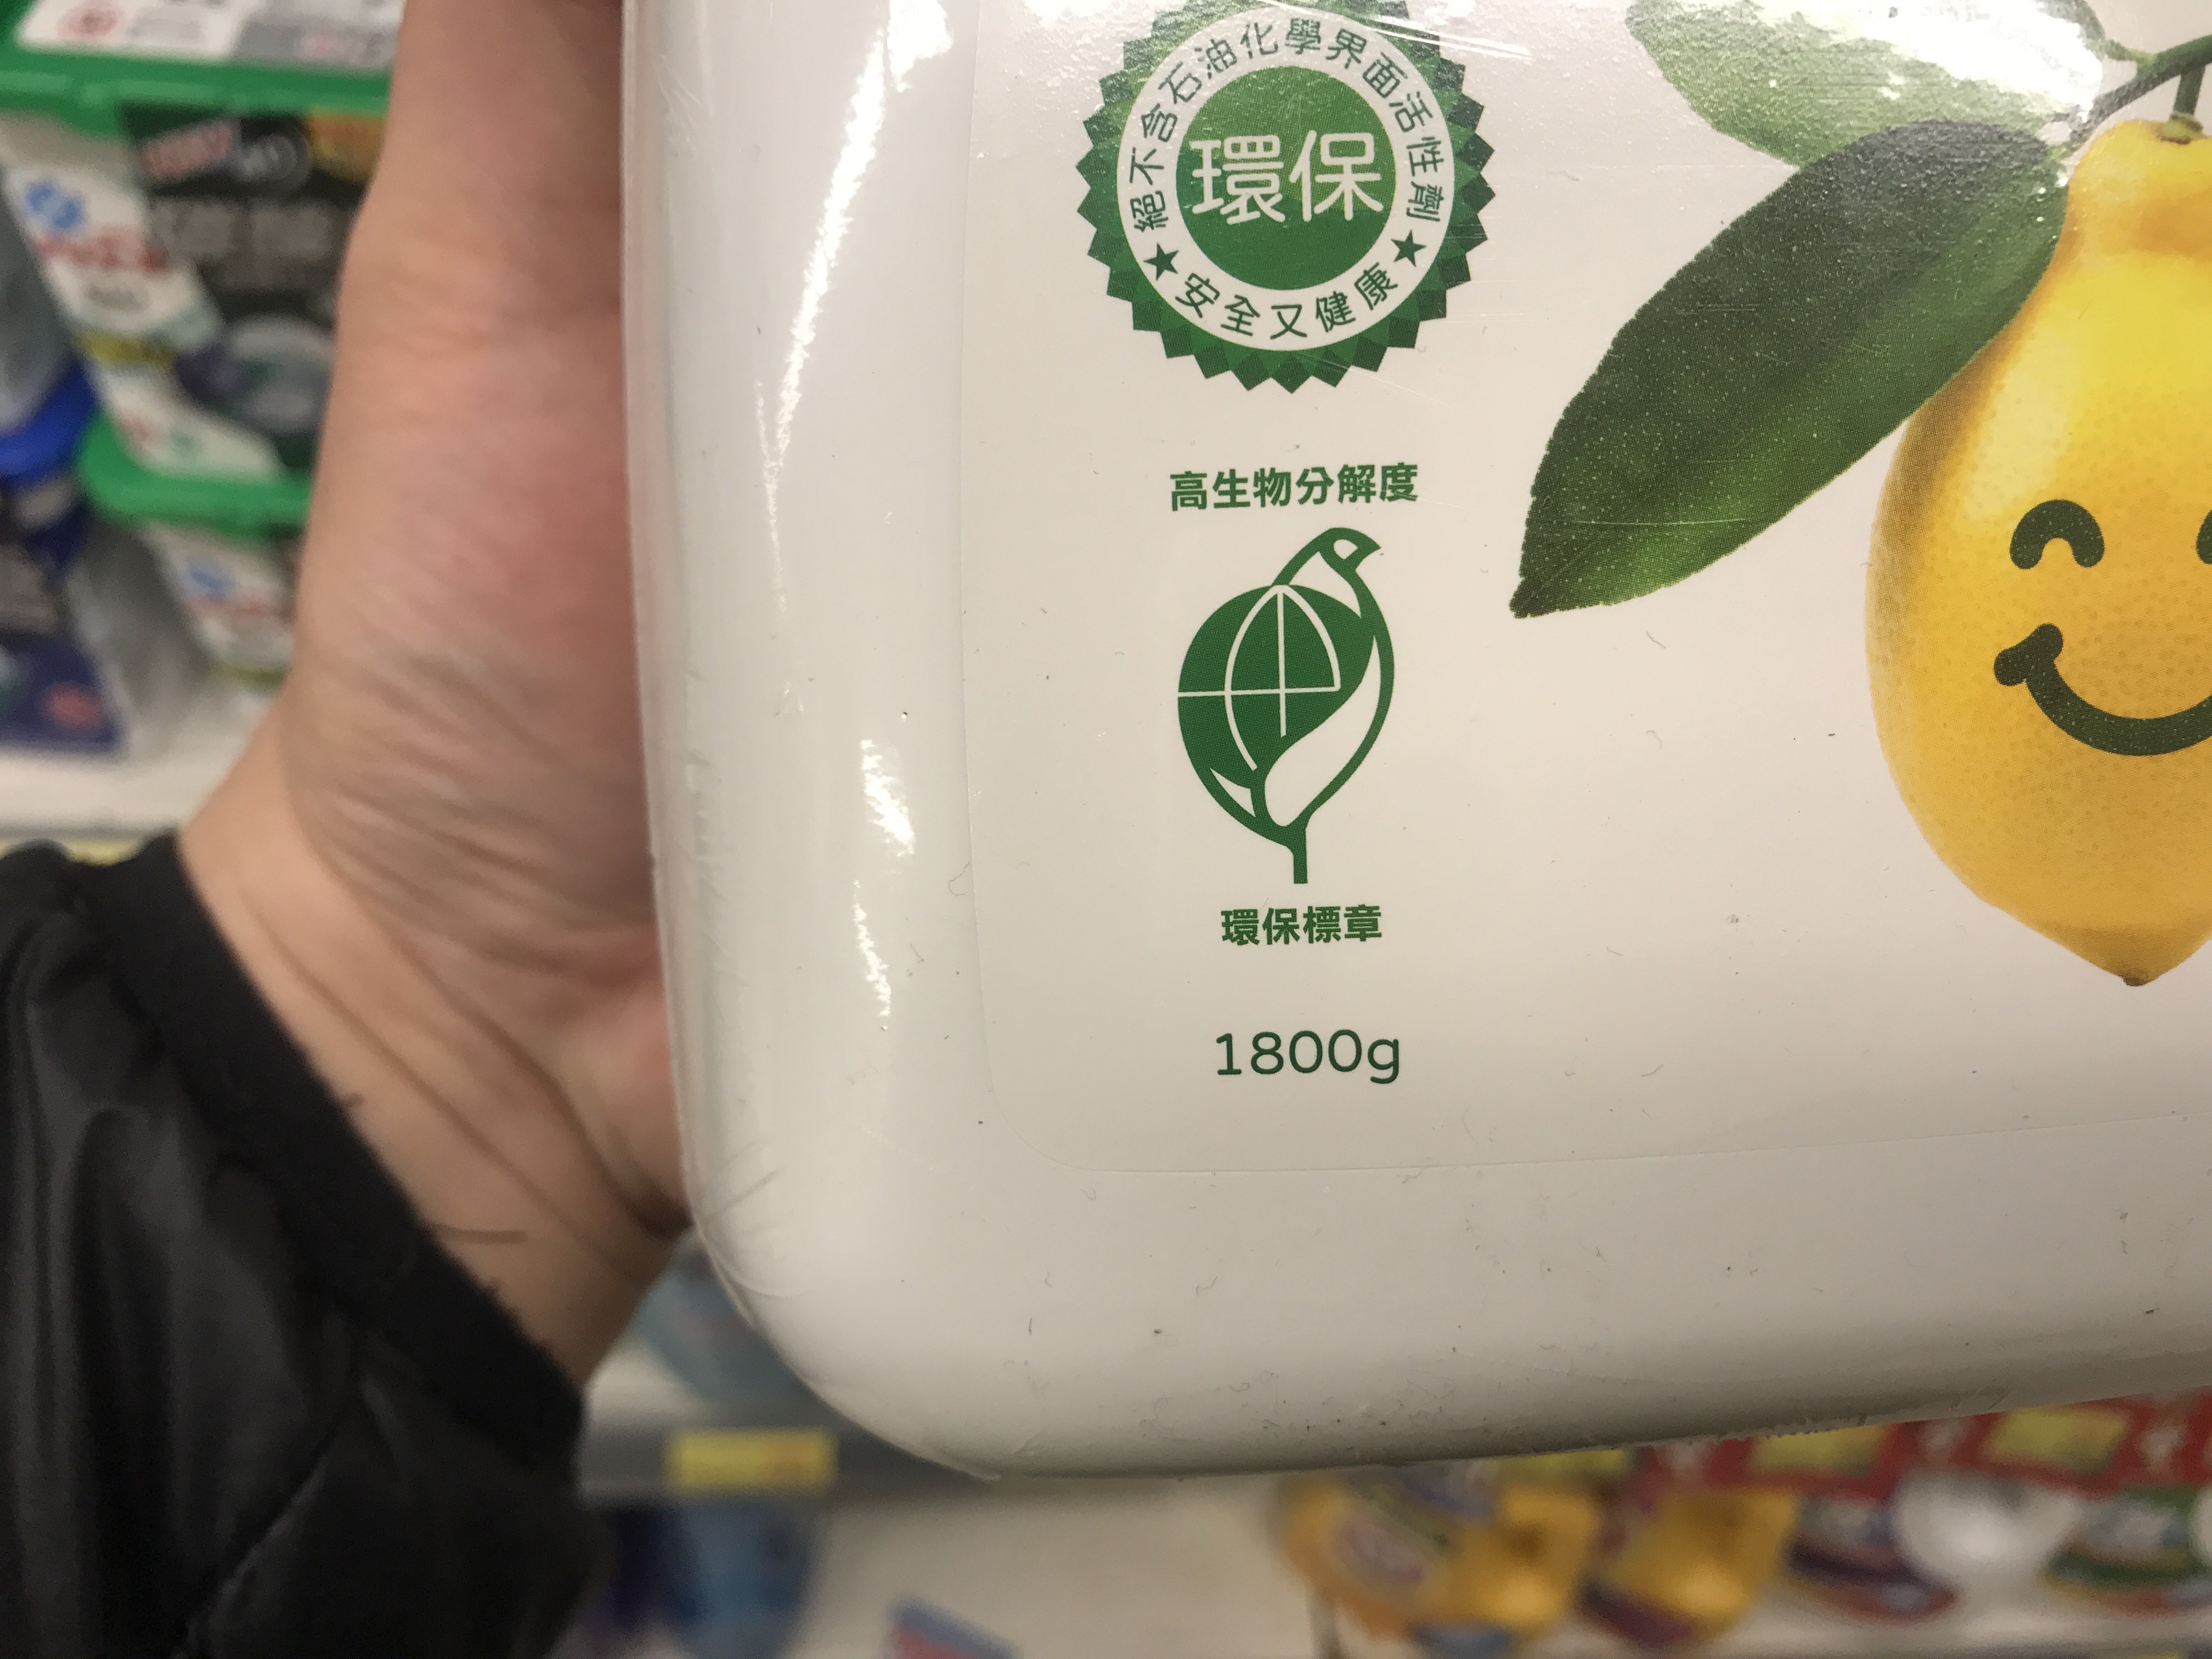 絕不含石油化學界面活性劑
環保
★安全又健康★
高生物分解度
環保標章
1800g